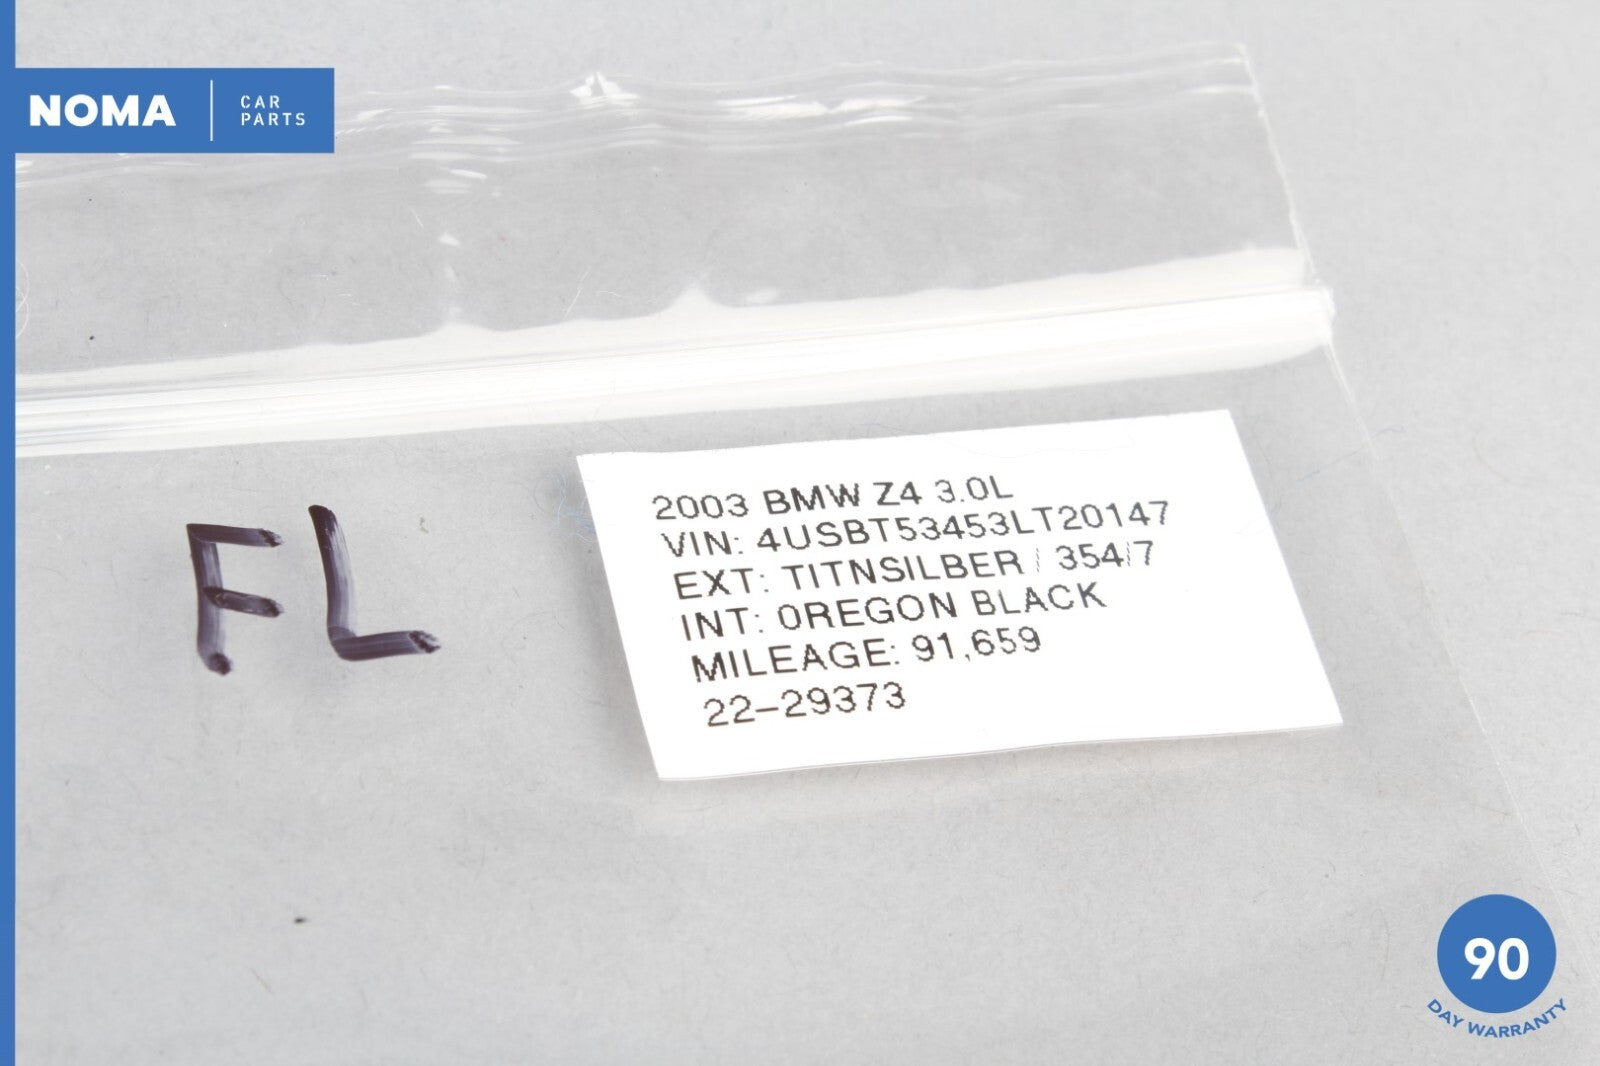 NOMA
CAR
PARTS
FL
2003 BMW Z4 3.0L
VIN: 4USBT53453LT20147
EXT: TITNSILBER / 354/7
INT: OREGON BLACK
MILEAGE: 91,659
22-29373
90
DAY WARRANTY